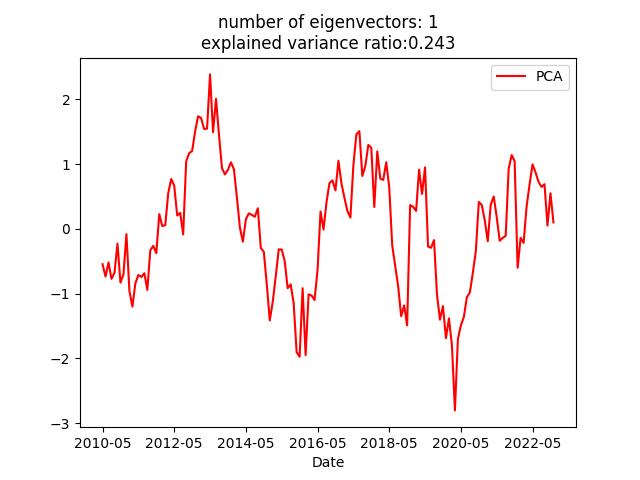 number of eigenvectors: 1
explained variance ratio:0.243
PCA
2
1
0
−1
−2
−3
2010-05 2012-05 2014-05 2016-05 2018-05 2020-05 2022-05
Date